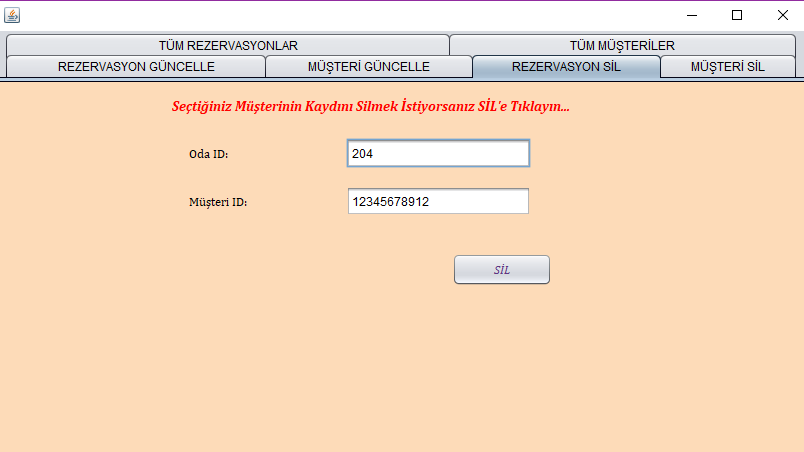 TÜM REZERVASYONLAR TÜM MÜŞTERİLER
REZERVASYON GÜNCELLE MÜŞTERİ GÜNCELLE REZERVASYON SİL MÜŞTERİ SİL
Seçtiğiniz Müşterinin Kaydını Silmek İstiyorsanız SİL'e Tıklayın...
Oda ID: 204
Müşteri ID: 12345678912
SİL